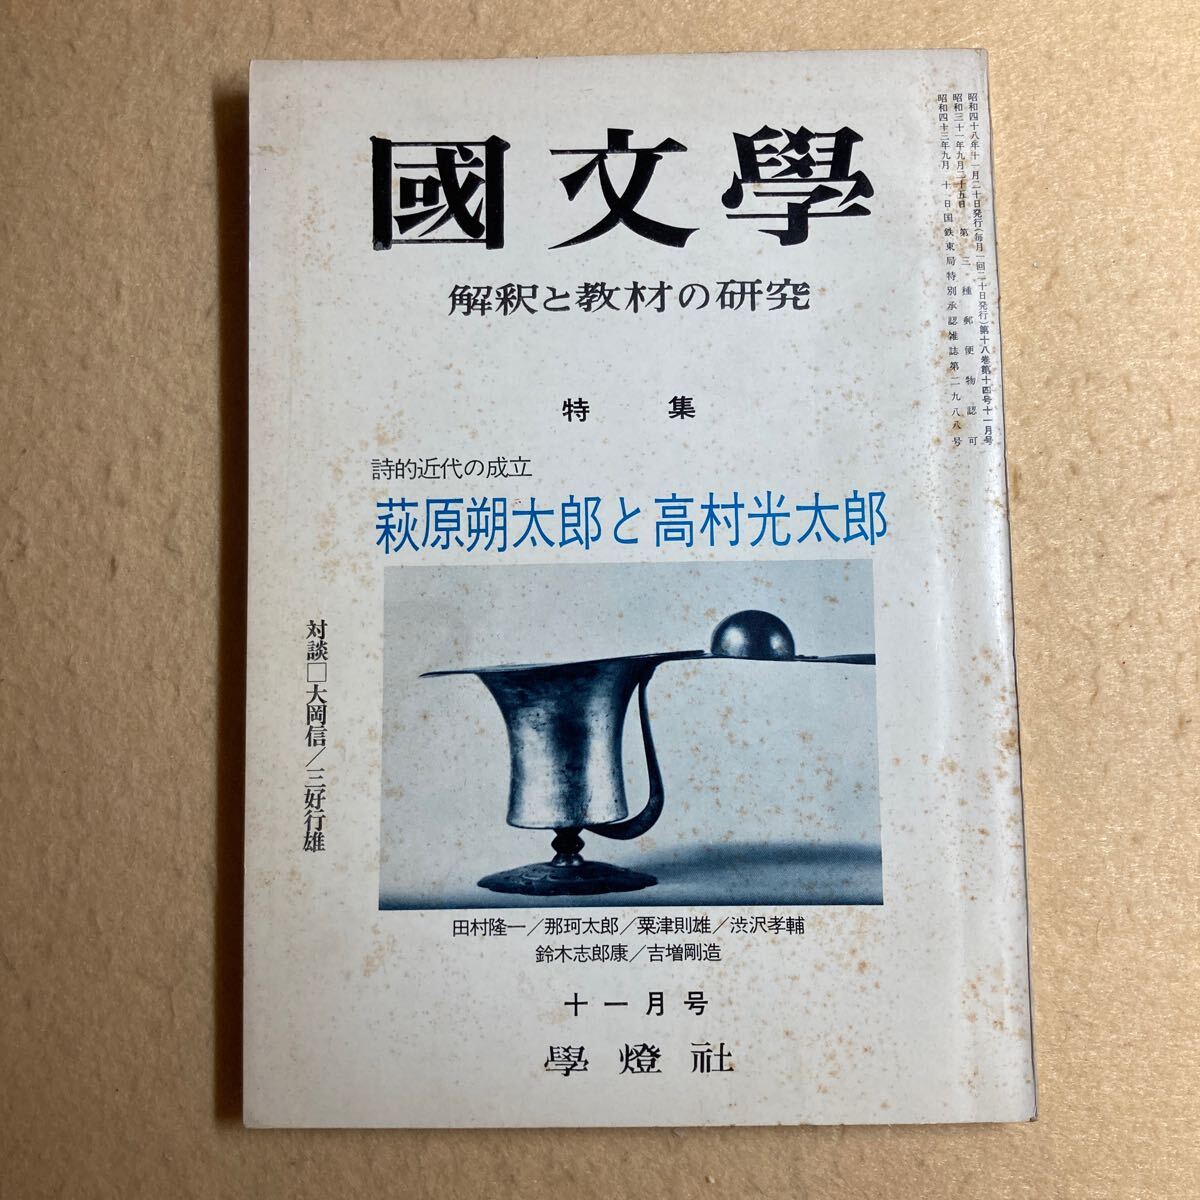 昭和四十八年十一月二十日発行(毎月一回二十日発行)第十八巻第十四号十一月号
昭和三十一年九月二十五日 第三種郵便物認可
昭和四十三年九月 十日国鉄東局特別承認雑誌第二九八八号
國文學
解釈と教材の研究
特集
詩的近代の成立
萩原朔太郎と高村光太郎
対談□大岡信/三好行雄
田村隆一/那珂太郎/粟津則雄/渋沢孝輔
鈴木志郎康/吉増剛造
十一月号
學燈社